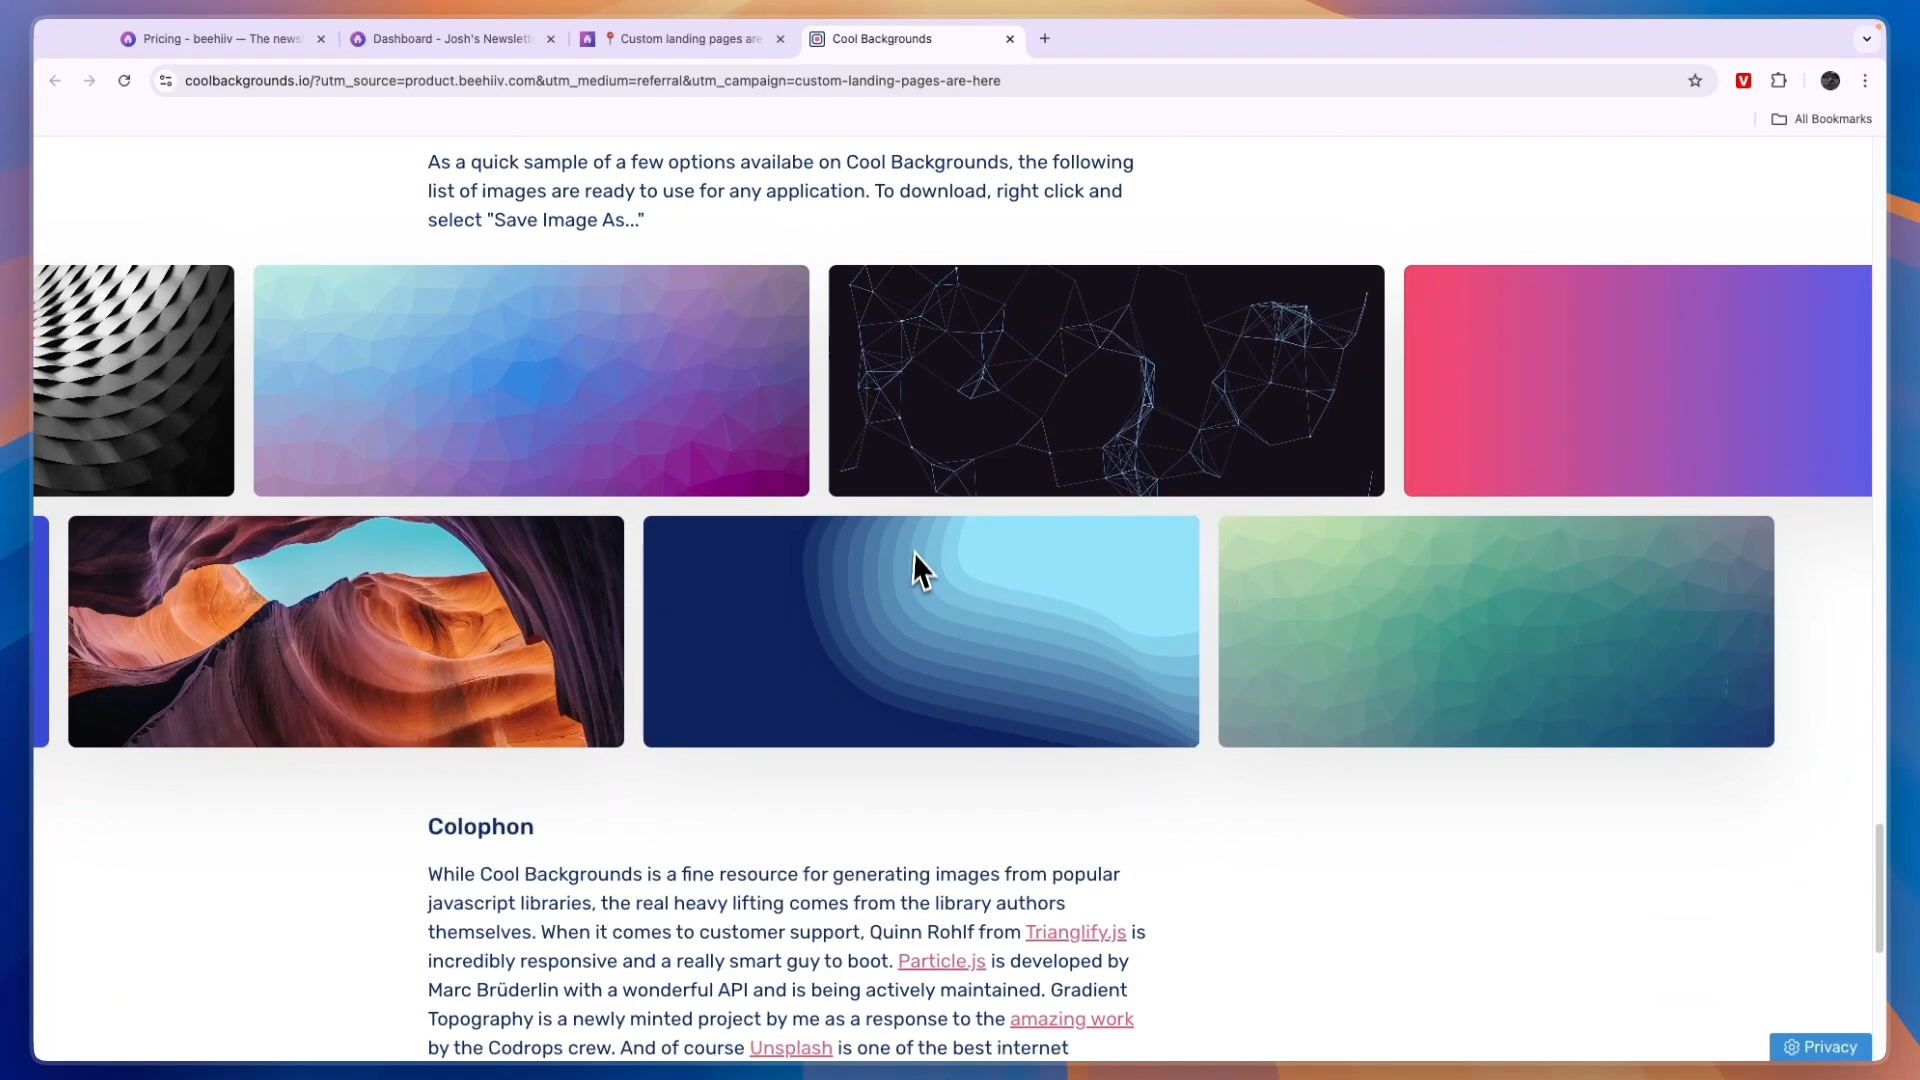 Pricing - beehiiv — The news
Dashboard - Josh's Newslett
📍 Custom landing pages are
Cool Backgrounds
coolbackgrounds.io/?utm_source=product.beehiiv.com&utm_medium=referral&utm_campaign=custom-landing-pages-are-here
V
All Bookmarks
As a quick sample of a few options availabe on Cool Backgrounds, the following
list of images are ready to use for any application. To download, right click and
select "Save Image As..."
Colophon
While Cool Backgrounds is a fine resource for generating images from popular
javascript libraries, the real heavy lifting comes from the library authors
themselves. When it comes to customer support, Quinn Rohlf from Trianglify.js is
incredibly responsive and a really smart guy to boot. Particle.js is developed by
Marc Brüderlin with a wonderful API and is being actively maintained. Gradient
Topography is a newly minted project by me as a response to the amazing work
by the Codrops crew. And of course Unsplash is one of the best internet
Privacy